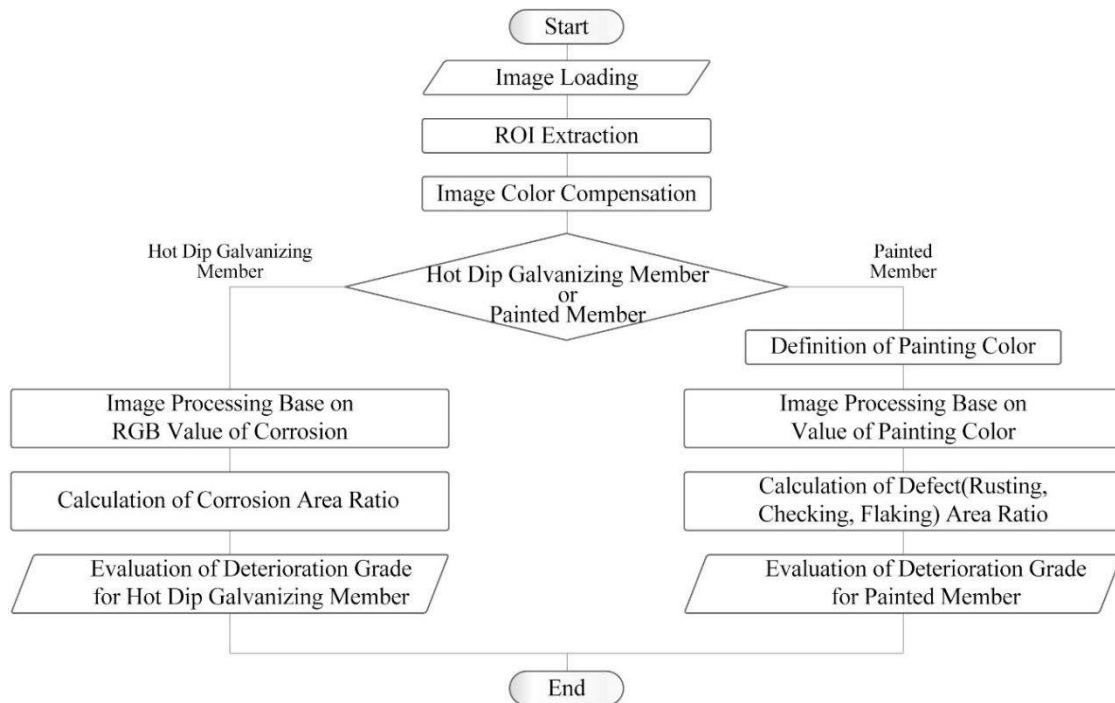 Start
Image Loading
ROI Extraction
Image Color Compensation
Hot Dip Galvanizing
Member
Painted
Member
Hot Dip Galvanizing Member
or
Painted Member
Definition of Painting Color
Image Processing Base on
RGB Value of Corrosion
Image Processing Base on
Value of Painting Color
Calculation of Corrosion Area Ratio
Calculation of Defect(Rusting,
Checking, Flaking) Area Ratio
Evaluation of Deterioration Grade
for Hot Dip Galvanizing Member
Evaluation of Deterioration Grade
for Painted Member
End